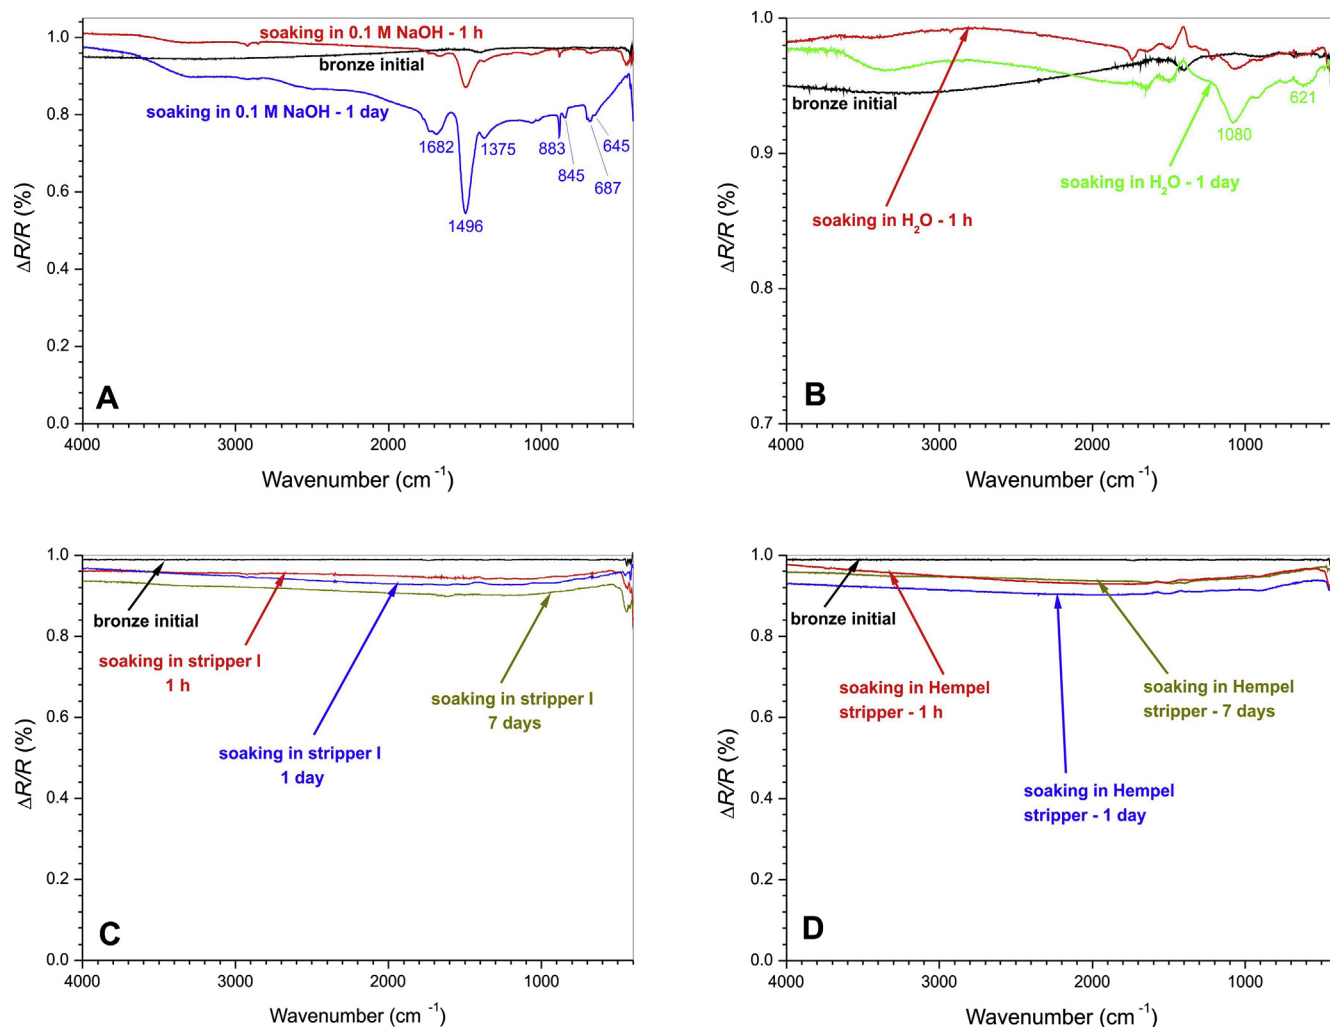 soaking in 0.1 M NaOH - 1 h
bronze initial
soaking in 0.1 M NaOH - 1 day
1682
1375
883
645
845
687
1496
ΔR/R (%)
1.0
0.8
0.6
0.4
0.2
0.0
A
4000
3000
2000
1000
Wavenumber (cm⁻¹)
bronze initial
621
1080
soaking in H₂O - 1 day
soaking in H₂O - 1 h
ΔR/R (%)
1.0
0.9
0.8
0.7
B
4000
3000
2000
1000
Wavenumber (cm⁻¹)
bronze initial
soaking in stripper I
1 h
soaking in stripper I
7 days
soaking in stripper I
1 day
ΔR/R (%)
1.0
0.8
0.6
0.4
0.2
0.0
C
4000
3000
2000
1000
Wavenumber (cm⁻¹)
bronze initial
soaking in Hempel
stripper - 1 h
soaking in Hempel
stripper - 7 days
soaking in Hempel
stripper - 1 day
ΔR/R (%)
1.0
0.8
0.6
0.4
0.2
0.0
D
4000
3000
2000
1000
Wavenumber (cm⁻¹)